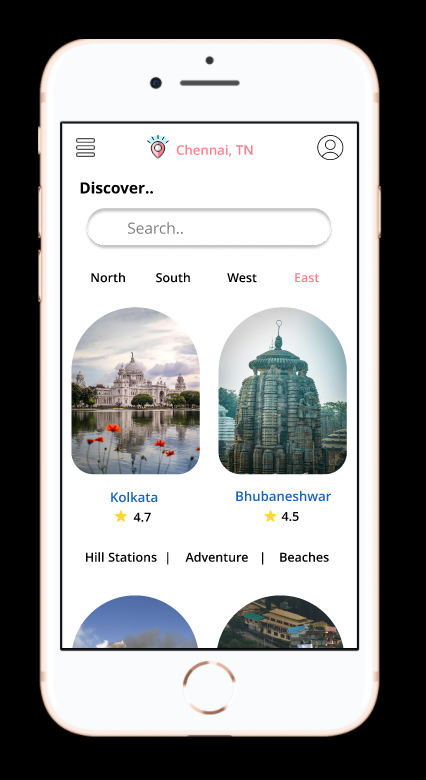 Chennai, TN
Discover..
Search..
North South West East
Kolkata Bhubaneshwar
4.7 4.5
Hill Stations | Adventure | Beaches